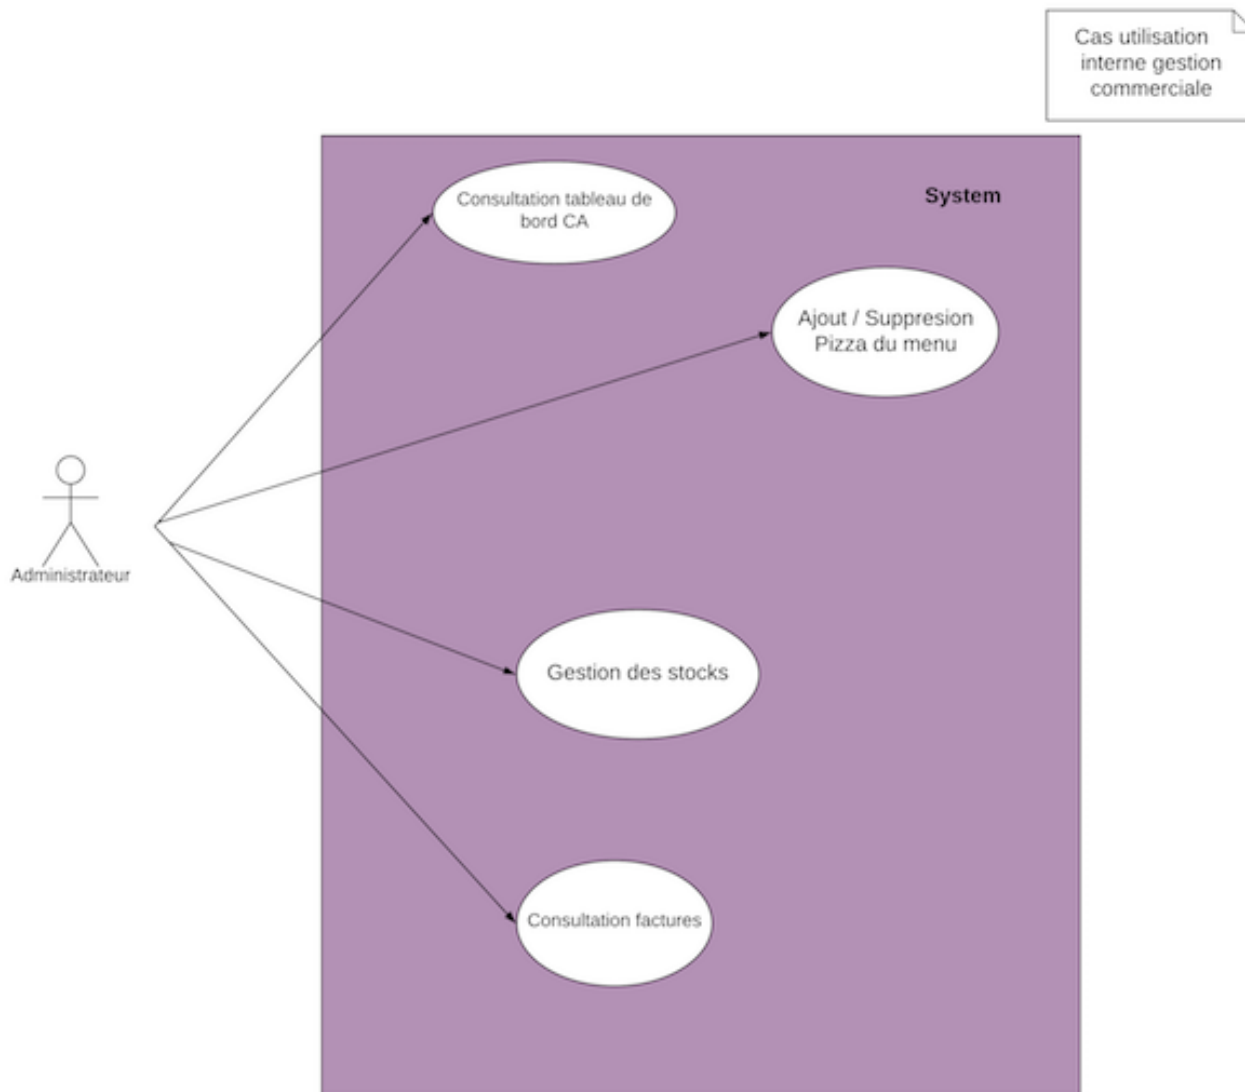 Cas utilisation
interne gestion
commerciale
System
Consultation tableau de
bord CA
Ajout / Suppresion
Pizza du menu
Administrateur
Gestion des stocks
Consultation factures